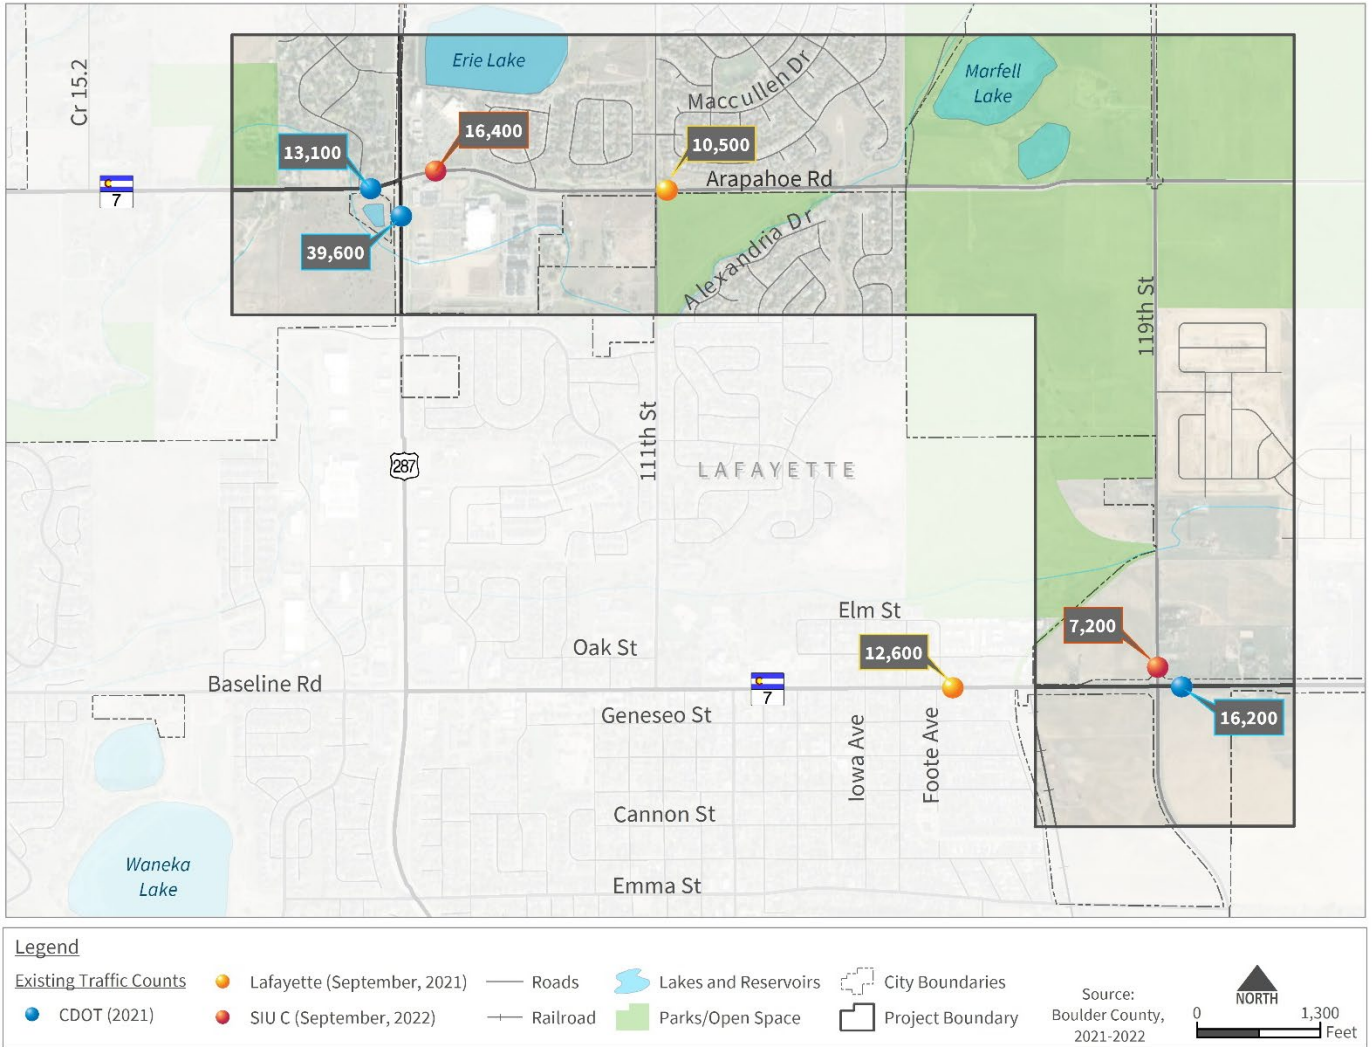 Erie Lake
Marfell
Lake
Cr 15.2
Maccullen Dr
16,400
13,100
10,500
Arapahoe Rd
C
7
39,600
Alexandria Dr
119th St
111th St
287
LAFAYETTE
Elm St
7,200
12,600
Oak St
Baseline Rd
C
7
16,200
Geneseo St
Iowa Ave
Foote Ave
Cannon St
Waneka
Lake
Emma St
Legend
Existing Traffic Counts
CDOT (2021)
Lafayette (September, 2021)
SIU C (September, 2022)
Roads
Railroad
Lakes and Reservoirs
Parks/Open Space
City Boundaries
Project Boundary
Source:
Boulder County,
2021-2022
NORTH
0 1,300
Feet